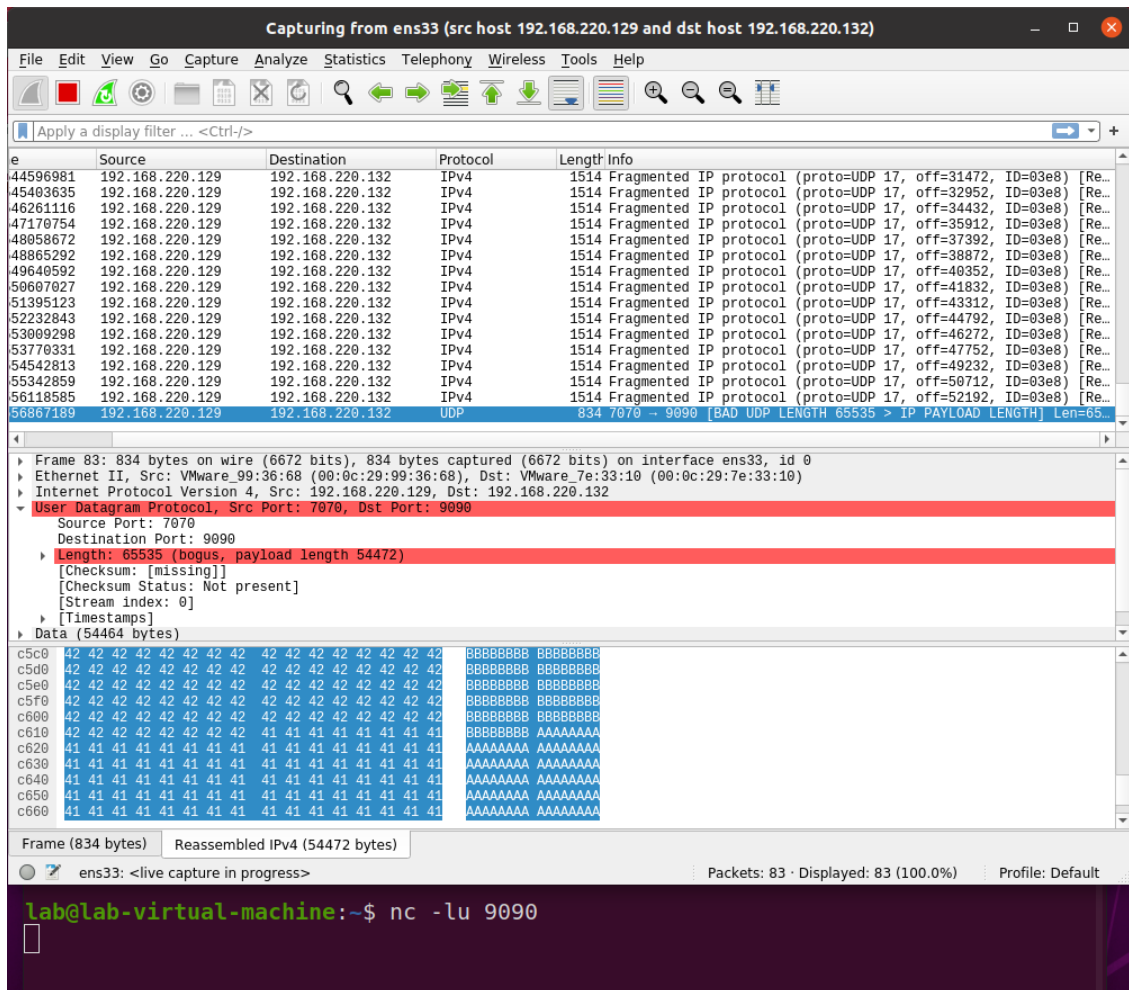 Capturing from ens33 (src host 192.168.220.129 and dst host 192.168.220.132)
File Edit View Go Capture Analyze Statistics Telephony Wireless Tools Help
Apply a display filter ... <Ctrl-/>
e Source Destination Protocol Length Info
44596981 192.168.220.129 192.168.220.132 IPv4 1514 Fragmented IP protocol (proto=UDP 17, off=31472, ID=03e8) [Re…
45403635 192.168.220.129 192.168.220.132 IPv4 1514 Fragmented IP protocol (proto=UDP 17, off=32952, ID=03e8) [Re…
46261116 192.168.220.129 192.168.220.132 IPv4 1514 Fragmented IP protocol (proto=UDP 17, off=34432, ID=03e8) [Re…
47170754 192.168.220.129 192.168.220.132 IPv4 1514 Fragmented IP protocol (proto=UDP 17, off=35912, ID=03e8) [Re…
48058672 192.168.220.129 192.168.220.132 IPv4 1514 Fragmented IP protocol (proto=UDP 17, off=37392, ID=03e8) [Re…
48865292 192.168.220.129 192.168.220.132 IPv4 1514 Fragmented IP protocol (proto=UDP 17, off=38872, ID=03e8) [Re…
49640592 192.168.220.129 192.168.220.132 IPv4 1514 Fragmented IP protocol (proto=UDP 17, off=40352, ID=03e8) [Re…
50607027 192.168.220.129 192.168.220.132 IPv4 1514 Fragmented IP protocol (proto=UDP 17, off=41832, ID=03e8) [Re…
51395123 192.168.220.129 192.168.220.132 IPv4 1514 Fragmented IP protocol (proto=UDP 17, off=43312, ID=03e8) [Re…
52232843 192.168.220.129 192.168.220.132 IPv4 1514 Fragmented IP protocol (proto=UDP 17, off=44792, ID=03e8) [Re…
53009298 192.168.220.129 192.168.220.132 IPv4 1514 Fragmented IP protocol (proto=UDP 17, off=46272, ID=03e8) [Re…
53770331 192.168.220.129 192.168.220.132 IPv4 1514 Fragmented IP protocol (proto=UDP 17, off=47752, ID=03e8) [Re…
54542813 192.168.220.129 192.168.220.132 IPv4 1514 Fragmented IP protocol (proto=UDP 17, off=49232, ID=03e8) [Re…
55342859 192.168.220.129 192.168.220.132 IPv4 1514 Fragmented IP protocol (proto=UDP 17, off=50712, ID=03e8) [Re…
56118585 192.168.220.129 192.168.220.132 IPv4 1514 Fragmented IP protocol (proto=UDP 17, off=52192, ID=03e8) [Re…
56867189 192.168.220.129 192.168.220.132 UDP 834 7070 → 9090 [BAD UDP LENGTH 65535 > IP PAYLOAD LENGTH] Len=65…
Frame 83: 834 bytes on wire (6672 bits), 834 bytes captured (6672 bits) on interface ens33, id 0
Ethernet II, Src: VMware_99:36:68 (00:0c:29:99:36:68), Dst: VMware_7e:33:10 (00:0c:29:7e:33:10)
Internet Protocol Version 4, Src: 192.168.220.129, Dst: 192.168.220.132
User Datagram Protocol, Src Port: 7070, Dst Port: 9090
Source Port: 7070
Destination Port: 9090
Length: 65535 (bogus, payload length 54472)
[Checksum: [missing]]
[Checksum Status: Not present]
[Stream index: 0]
[Timestamps]
Data (54464 bytes)
c5c0 42 42 42 42 42 42 42 42 42 42 42 42 42 42 42 42 BBBBBBBB BBBBBBBB
c5d0 42 42 42 42 42 42 42 42 42 42 42 42 42 42 42 42 BBBBBBBB BBBBBBBB
c5e0 42 42 42 42 42 42 42 42 42 42 42 42 42 42 42 42 BBBBBBBB BBBBBBBB
c5f0 42 42 42 42 42 42 42 42 42 42 42 42 42 42 42 42 BBBBBBBB BBBBBBBB
c600 42 42 42 42 42 42 42 42 42 42 42 42 42 42 42 42 BBBBBBBB BBBBBBBB
c610 42 42 42 42 42 42 42 42 41 41 41 41 41 41 41 41 BBBBBBBB AAAAAAAA
c620 41 41 41 41 41 41 41 41 41 41 41 41 41 41 41 41 AAAAAAAA AAAAAAAA
c630 41 41 41 41 41 41 41 41 41 41 41 41 41 41 41 41 AAAAAAAA AAAAAAAA
c640 41 41 41 41 41 41 41 41 41 41 41 41 41 41 41 41 AAAAAAAA AAAAAAAA
c650 41 41 41 41 41 41 41 41 41 41 41 41 41 41 41 41 AAAAAAAA AAAAAAAA
c660 41 41 41 41 41 41 41 41 41 41 41 41 41 41 41 41 AAAAAAAA AAAAAAAA
Frame (834 bytes) Reassembled IPv4 (54472 bytes)
ens33: <live capture in progress> Packets: 83 · Displayed: 83 (100.0%) Profile: Default
lab@lab-virtual-machine:~$ nc -lu 9090